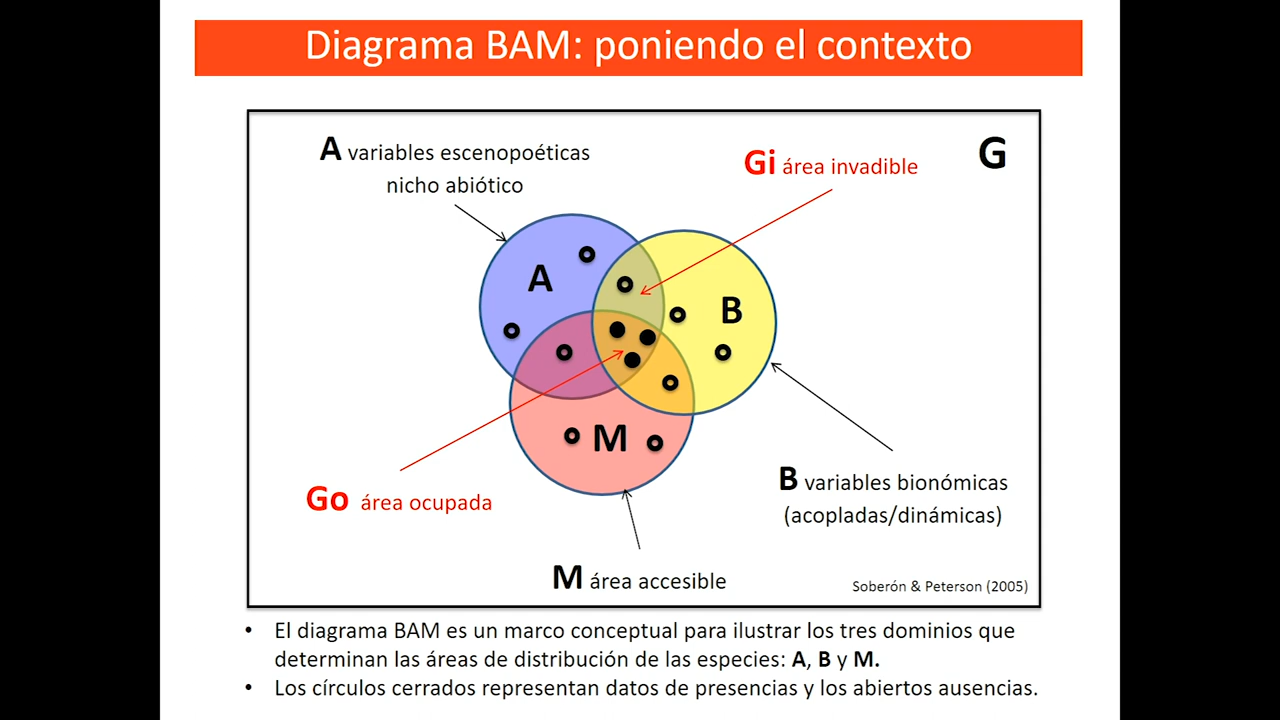 Diagrama BAM: poniendo el contexto
A variables escenopoéticas
nicho abiótico
Gi área invadible
G
A
B
M
Go área ocupada
B variables bionómicas
(acopladas/dinámicas)
M área accesible
Soberón & Peterson (2005)
• El diagrama BAM es un marco conceptual para ilustrar los tres dominios que
determinan las áreas de distribución de las especies: A, B y M.
• Los círculos cerrados representan datos de presencias y los abiertos ausencias.